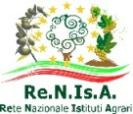 Re.N.Is.A.
Rete Nazionale Istituti Agrari